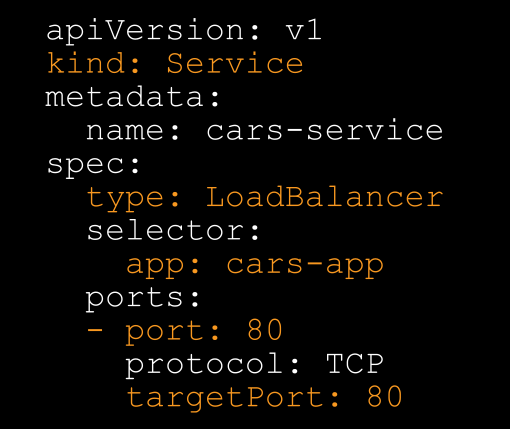 apiVersion: v1
kind: Service
metadata:
  name: cars-service
spec:
  type: LoadBalancer
  selector:
    app: cars-app
  ports:
  - port: 80
    protocol: TCP
    targetPort: 80